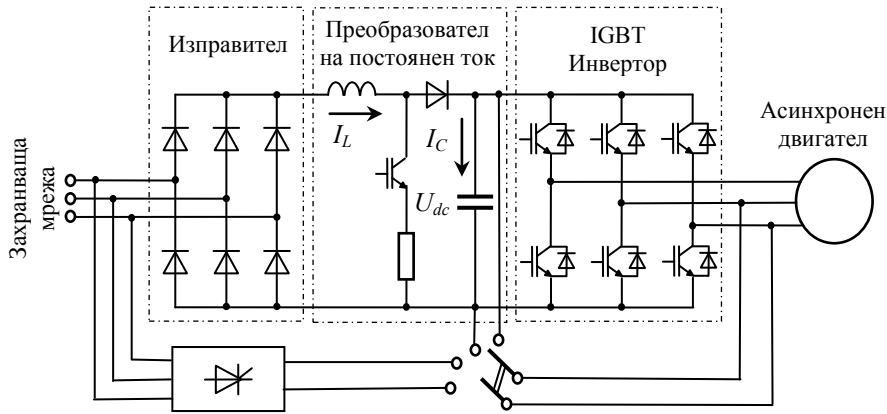 Изправител
Преобразовател
на постоянен ток
IGBT
Инвертор
Асинхронен
двигател
Захранваща
мрежа
I_L
I_C
U_dc